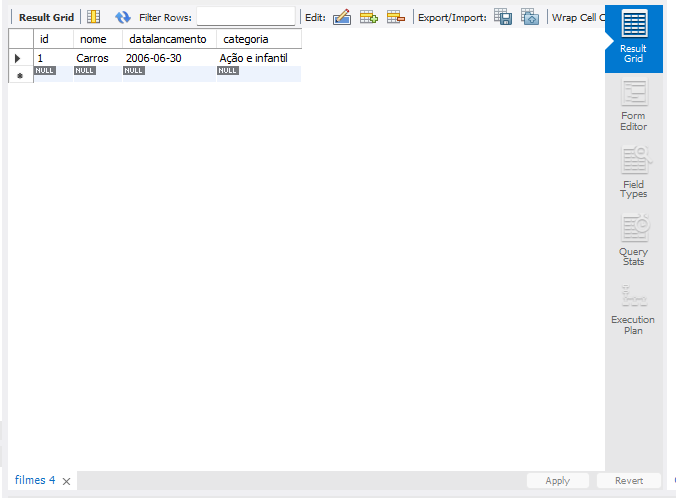 Result Grid Filter Rows: Edit: Export/Import: Wrap Cell C
id nome datalancamento categoria
1 Carros 2006-06-30 Ação e infantil
NULL NULL NULL NULL
Result
Grid
Form
Editor
Field
Types
Query
Stats
Execution
Plan
filmes 4 Apply Revert